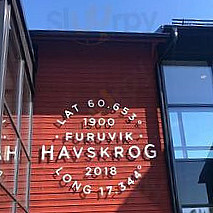 LAT 60.653°
1900
FURUVIK
HAVSKROG
2018
LONG 17.344°